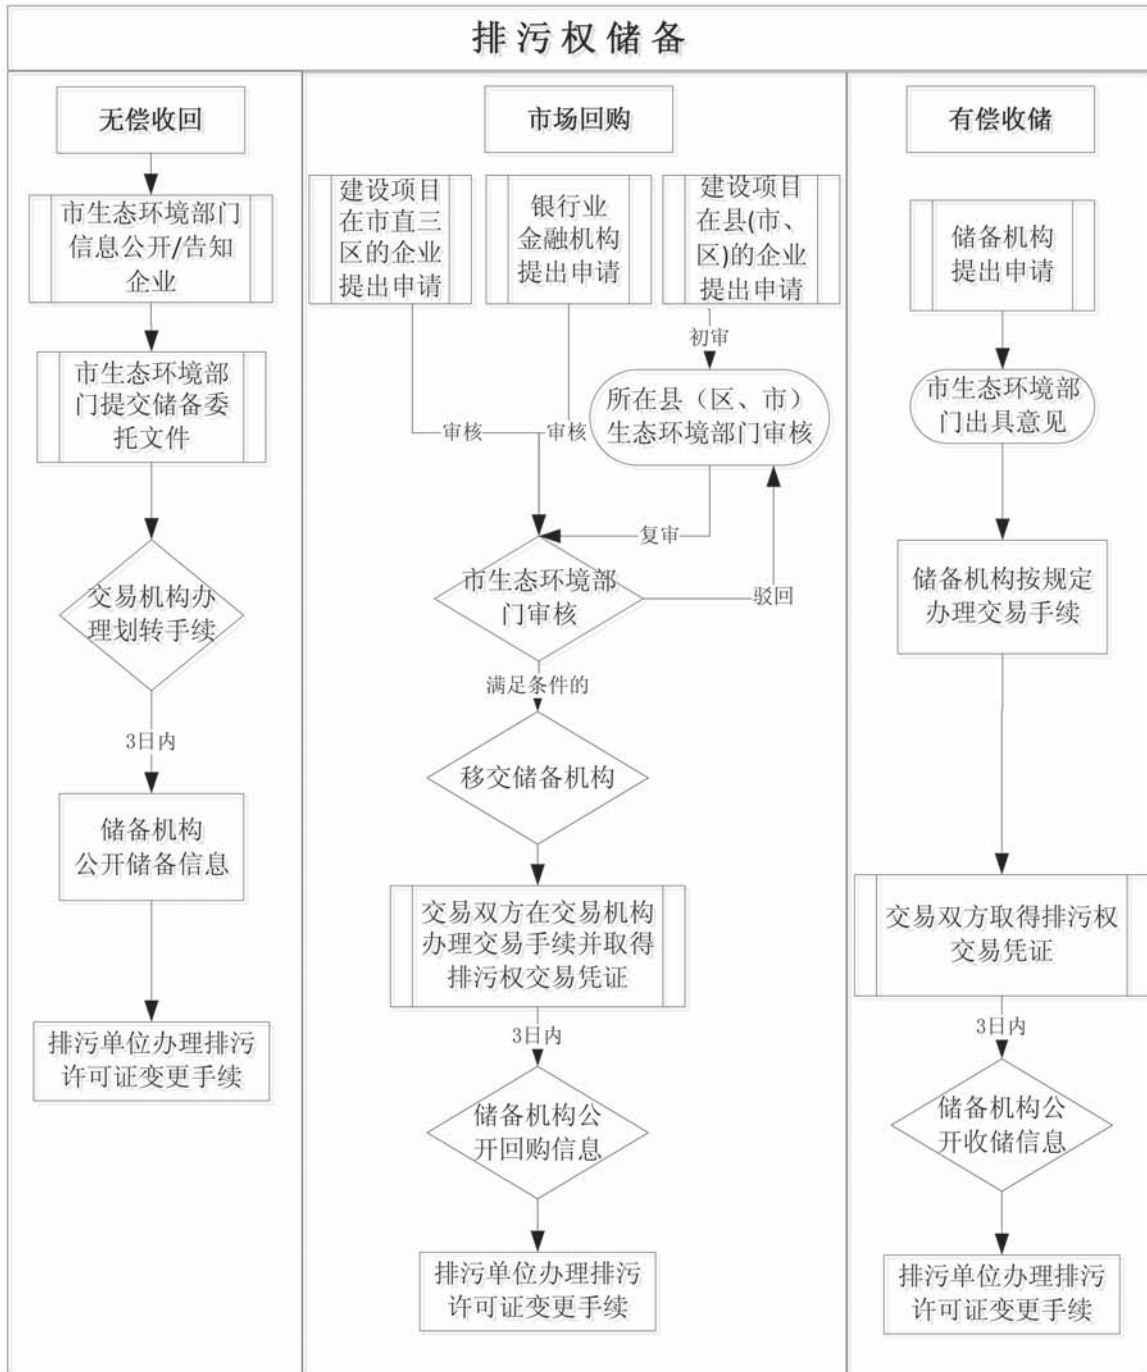 排污权储备
无偿收回
市生态环境部门
信息公开/告知
企业
市生态环境部
门提交储备委
托文件
交易机构办
理划转手续
3日内
储备机构
公开储备信息
排污单位办理排污
许可证变更手续
市场回购
建设项目
在市直三
区的企业
提出申请
银行业
金融机构
提出申请
建设项目
在县(市、
区)的企业
提出申请
初审
所在县（区、市）
生态环境部门审核
审核
审核
复审
驳回
市生态环境部
门审核
满足条件的
移交储备机构
交易双方在交易机构
办理交易手续并取得
排污权交易凭证
3日内
储备机构公
开回购信息
排污单位办理排污
许可证变更手续
有偿收储
储备机构
提出申请
市生态环境部
门出具意见
储备机构按规定
办理交易手续
交易双方取得排污权
交易凭证
3日内
储备机构公
开收储信息
排污单位办理排污
许可证变更手续